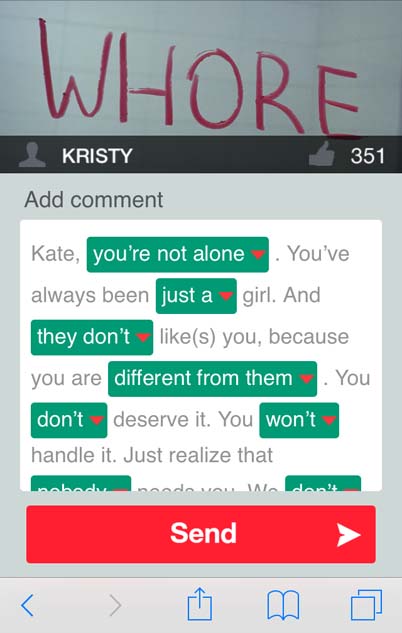 WHORE
KRISTY 351
Add comment
Kate, you're not alone . You've
always been just a girl. And
they don't like(s) you, because
you are different from them . You
don't deserve it. You won't
handle it. Just realize that
nobody needs you. We don't
Send